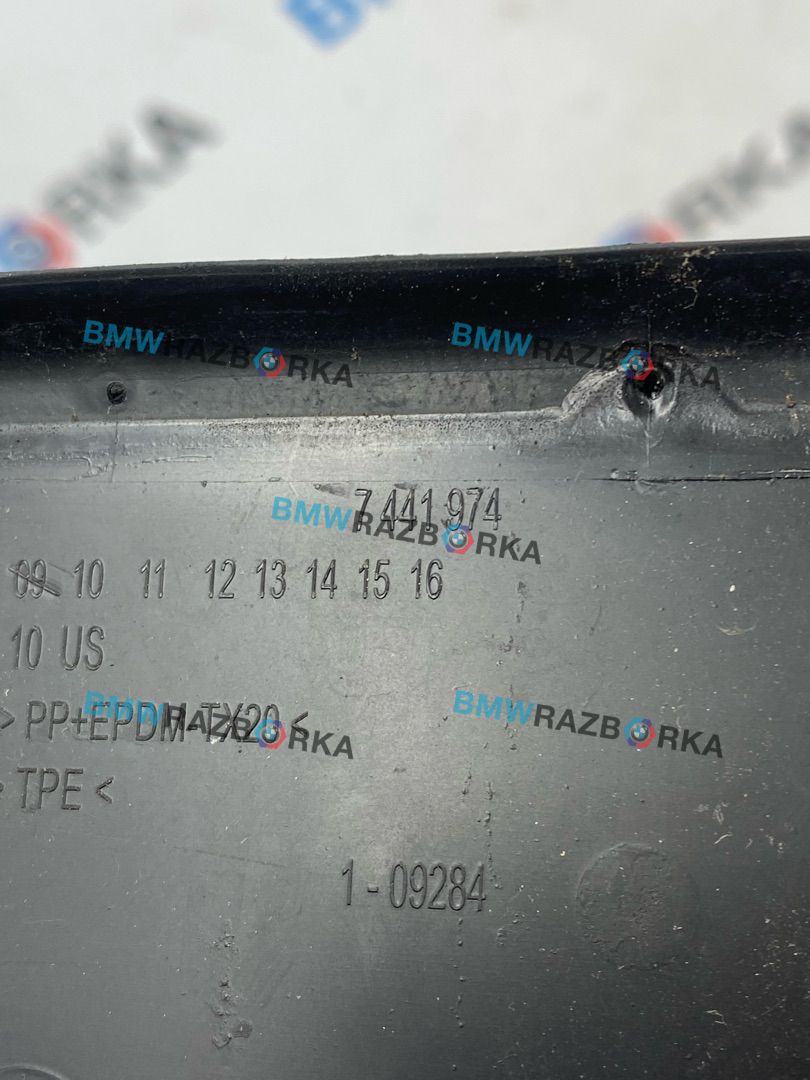 RKA
BMWRAZBORKA
BMWRAZBORKA
7 441 974
BMWRAZBORKA
09 10 11 12 13 14 15 16
10 US
> PP+EPDM-TX20 <
BMWRAZBORKA
BMWRAZBORKA
> TPE <
1 - 09284